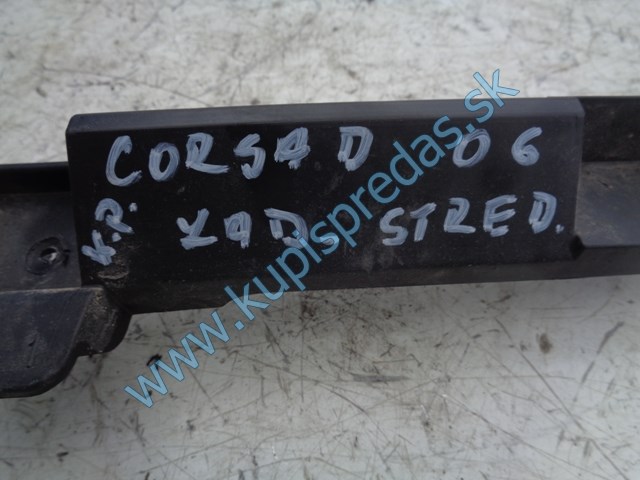 CORSA D 06
K.P.
ZAD. STRED.
www.kupispredas.sk